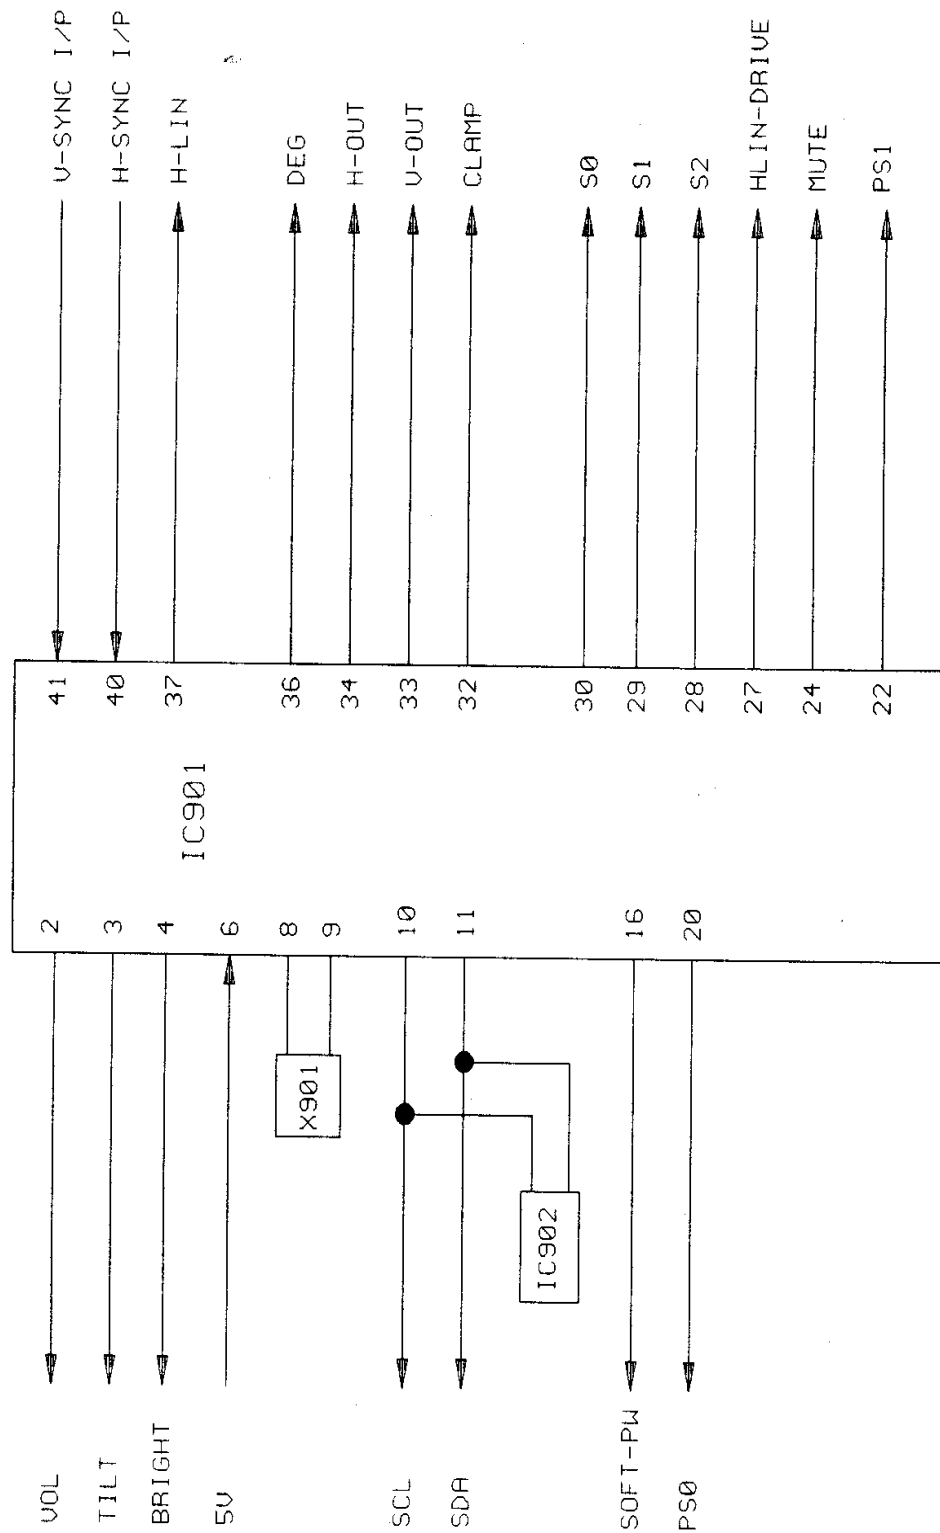 V-SYNC I/P
H-SYNC I/P
H-LIN
DEG
H-OUT
V-OUT
CLAMP
S0
S1
S2
HLIN-DRIVE
MUTE
PS1
41
40
37
36
34
33
32
30
29
28
27
24
22
IC901
2
3
4
6
8
9
10
11
16
20
X901
IC902
VOL
TILT
BRIGHT
5V
SCL
SDA
SOFT-PW
PS0